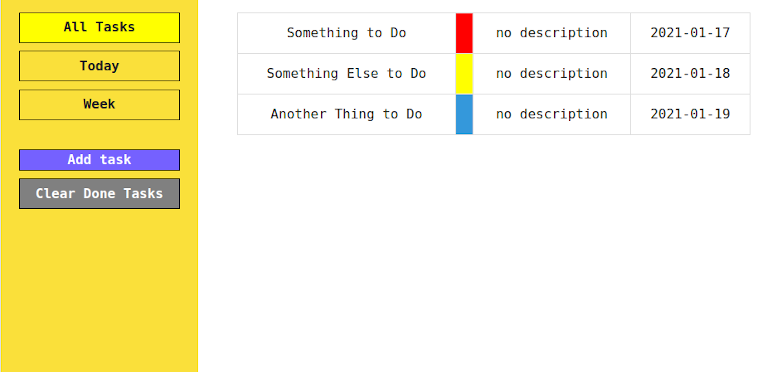 All Tasks
Today
Week
Add task
Clear Done Tasks
Something to Do no description 2021-01-17
Something Else to Do no description 2021-01-18
Another Thing to Do no description 2021-01-19